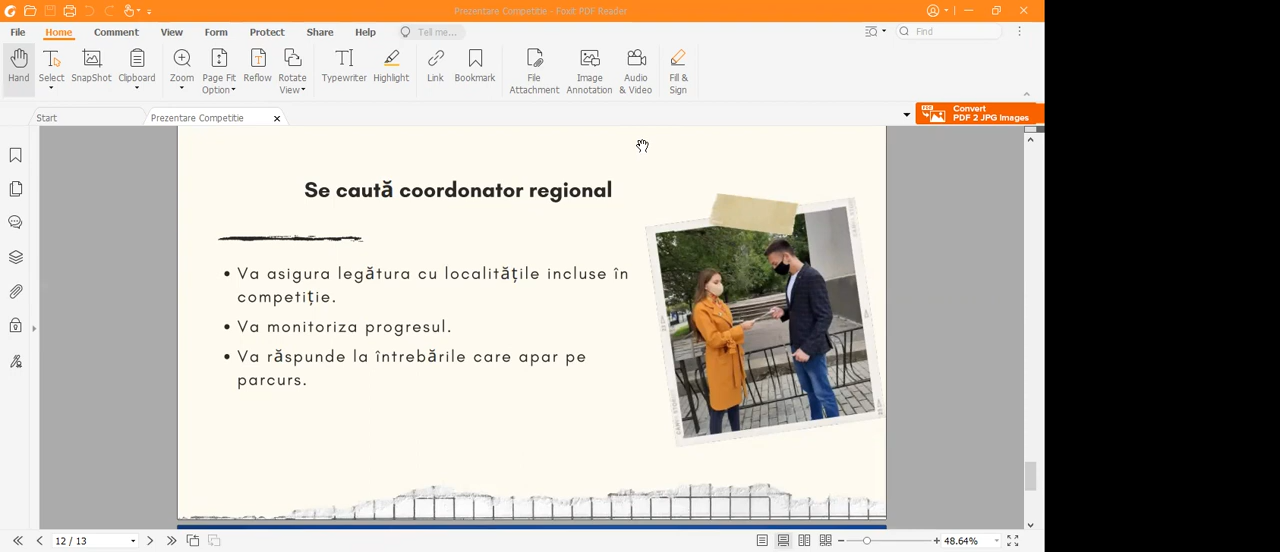 Prezentare Competitie - Foxit PDF Reader
File Home Comment View Form Protect Share Help Tell me... Find
Hand Select SnapShot Clipboard Zoom Page Fit Option Reflow Rotate View Typewriter Highlight Link Bookmark File Attachment Image Annotation Audio & Video Fill & Sign
Start Prezentare Competitie
Convert
PDF 2 JPG Images
Se caută coordonator regional
• Va asigura legătura cu localitățile incluse în
competiție.
• Va monitoriza progresul.
• Va răspunde la întrebările care apar pe
parcurs.
12 / 13
48.64%